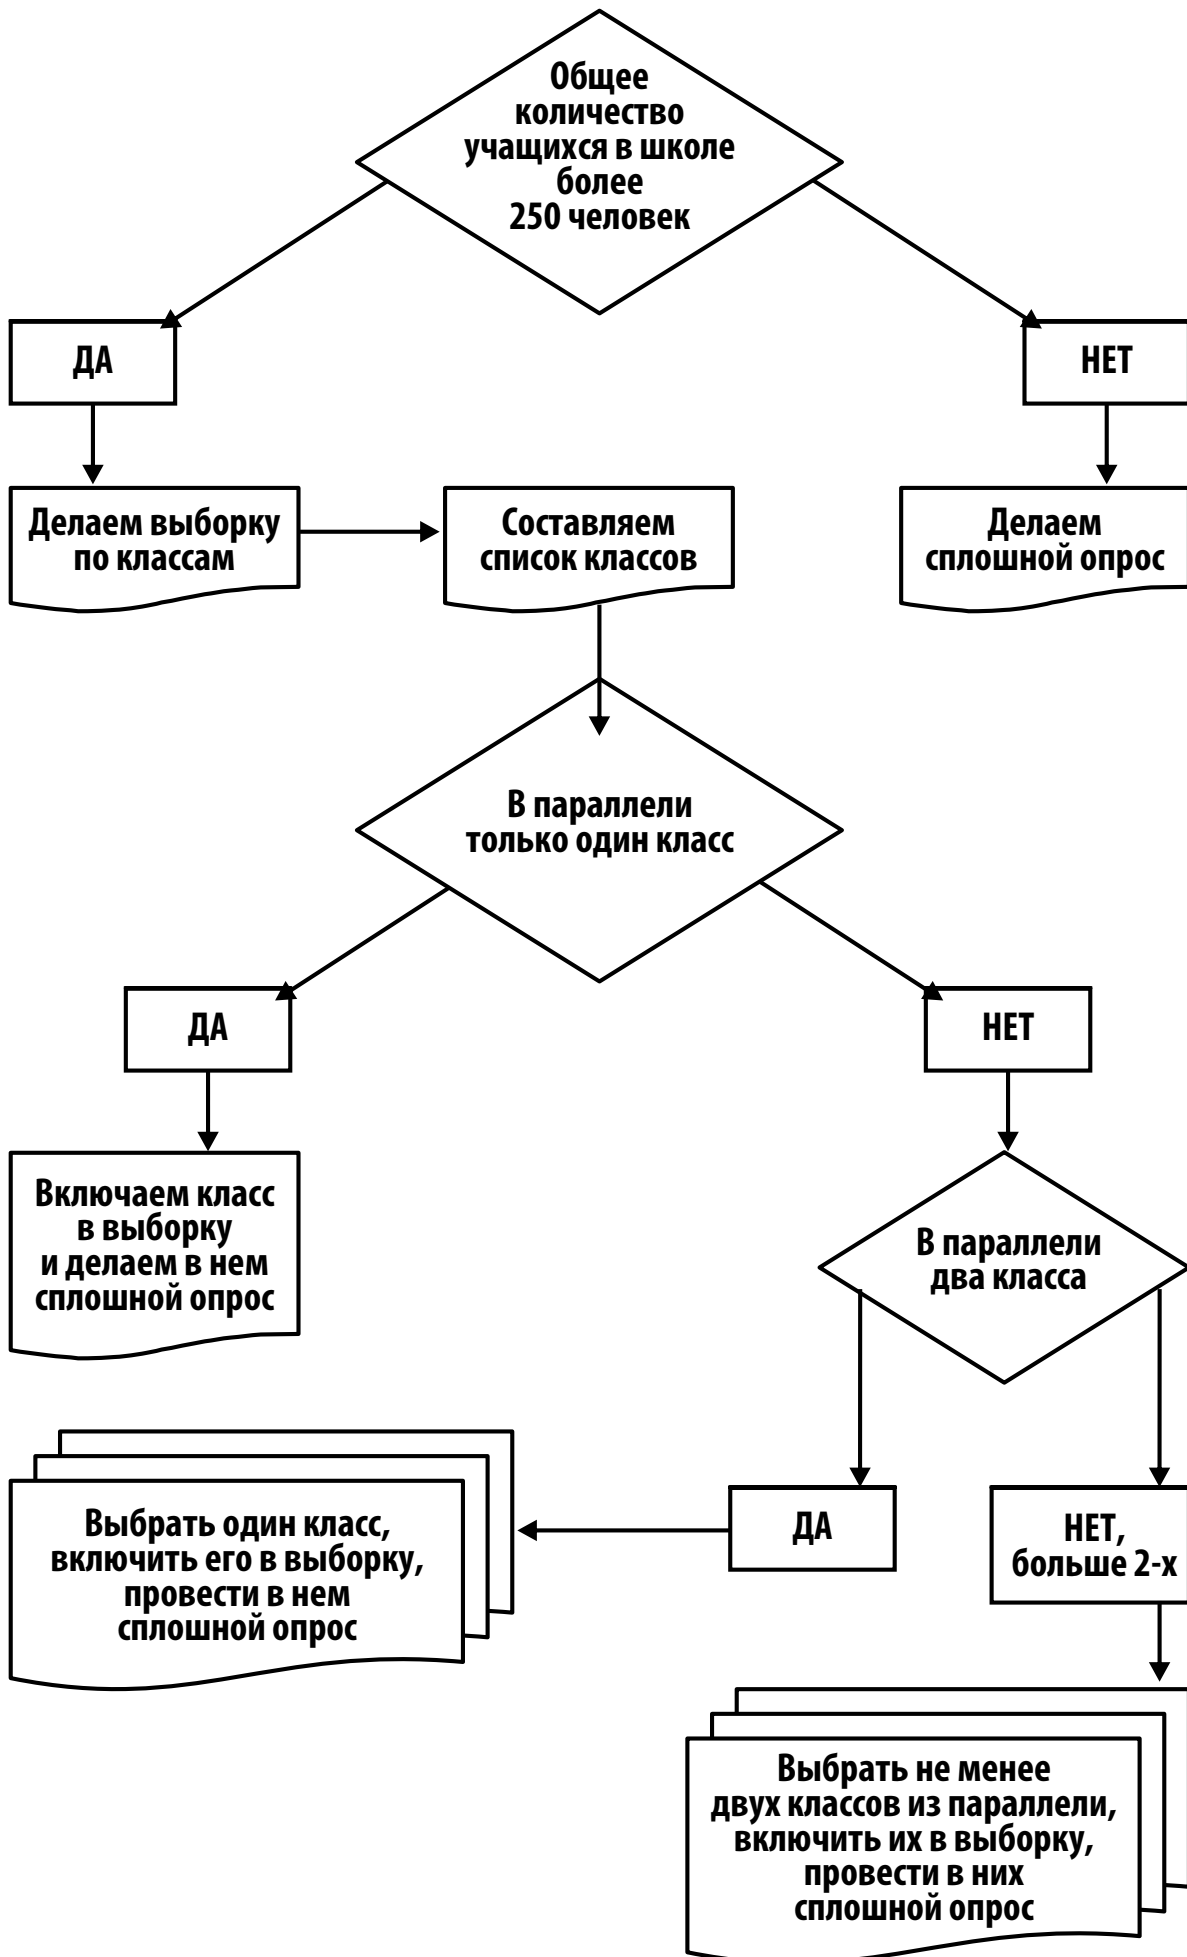 Общее
количество
учащихся в школе
более
250 человек
ДА
НЕТ
Делаем выборку
по классам
Составляем
список классов
Делаем
сплошной опрос
В параллели
только один класс
ДА
НЕТ
Включаем класс
в выборку
и делаем в нем
сплошной опрос
В параллели
два класса
Выбрать один класс,
включить его в выборку,
провести в нем
сплошной опрос
ДА
НЕТ,
больше 2-х
Выбрать не менее
двух классов из параллели,
включить их в выборку,
провести в них
сплошной опрос